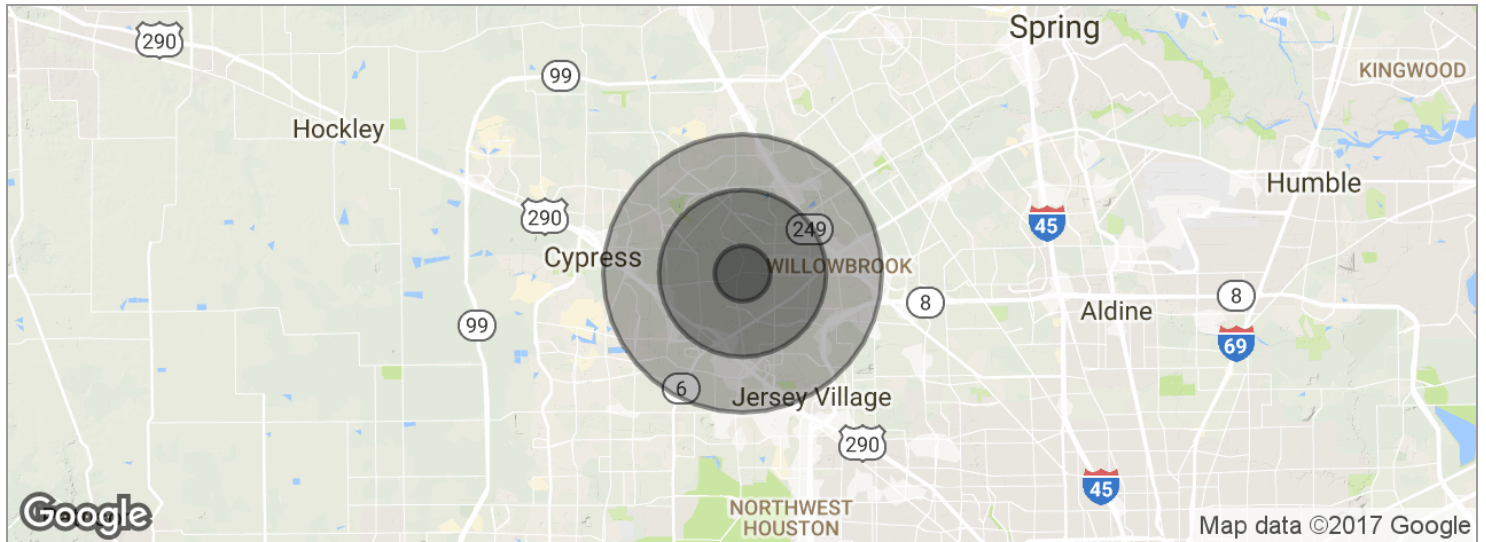 Spring
290
99
KINGWOOD
Hockley
Humble
290
249
45
Cypress
WILLOWBROOK
8
8
Aldine
99
69
6
Jersey Village
290
45
NORTHWEST
HOUSTON
Google
Map data ©2017 Google